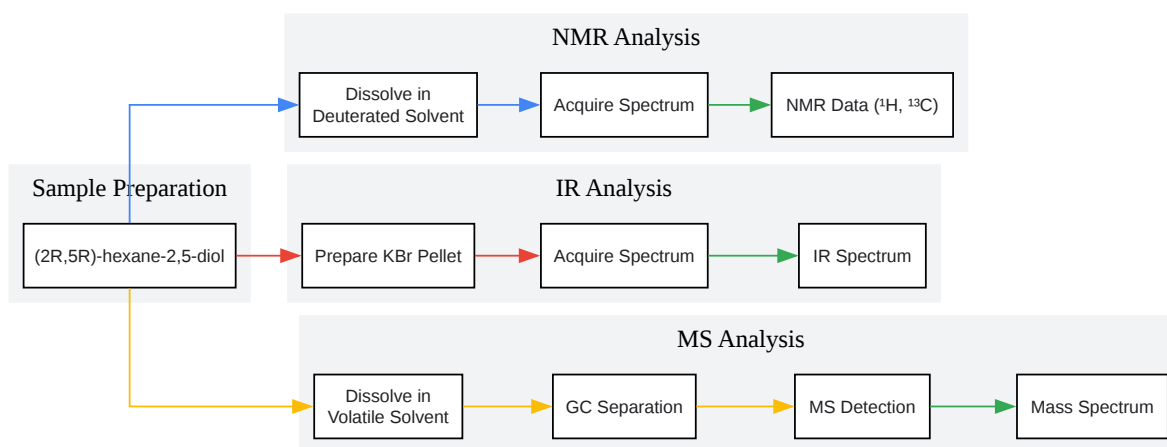 NMR Analysis
Dissolve in
Deuterated Solvent
Acquire Spectrum
NMR Data (¹H, ¹³C)
Sample Preparation
(2R,5R)-hexane-2,5-diol
IR Analysis
Prepare KBr Pellet
Acquire Spectrum
IR Spectrum
MS Analysis
Dissolve in
Volatile Solvent
GC Separation
MS Detection
Mass Spectrum